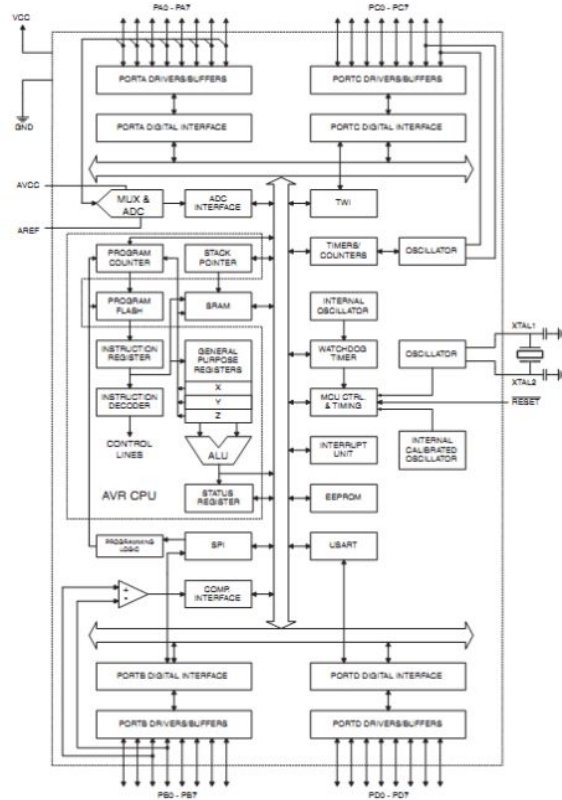 PA0 - PA7
PC0 - PC7
VCC
PORTA DRIVERS/BUFFERS
PORTC DRIVERS/BUFFERS
GND
PORTA DIGITAL INTERFACE
PORTC DIGITAL INTERFACE
AVCC
MUX &
ADC
ADC
INTERFACE
TWI
AREF
PROGRAM
COUNTER
STACK
POINTER
TIMERS/
COUNTERS
OSCILLATOR
PROGRAM
FLASH
SRAM
INTERNAL
OSCILLATOR
XTAL1
INSTRUCTION
REGISTER
GENERAL
PURPOSE
REGISTERS
WATCHDOG
TIMER
OSCILLATOR
XTAL2
X
INSTRUCTION
DECODER
Y
MCU CTRL.
& TIMING
RESET
Z
CONTROL
LINES
ALU
INTERRUPT
UNIT
INTERNAL
CALIBRATED
OSCILLATOR
AVR CPU
STATUS
REGISTER
EEPROM
PROGRAMMING
LOGIC
SPI
USART
+
-
COMP.
INTERFACE
PORTB DIGITAL INTERFACE
PORTD DIGITAL INTERFACE
PORTB DRIVERS/BUFFERS
PORTD DRIVERS/BUFFERS
PB0 - PB7
PD0 - PD7